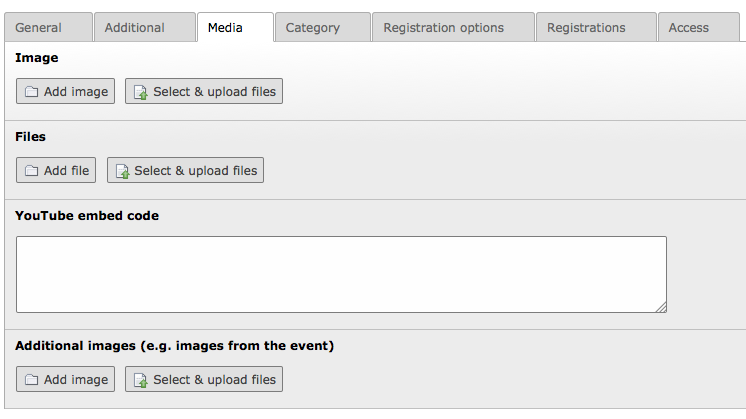 General Additional Media Category Registration options Registrations Access
Image
Add image Select & upload files
Files
Add file Select & upload files
YouTube embed code
Additional images (e.g. images from the event)
Add image Select & upload files